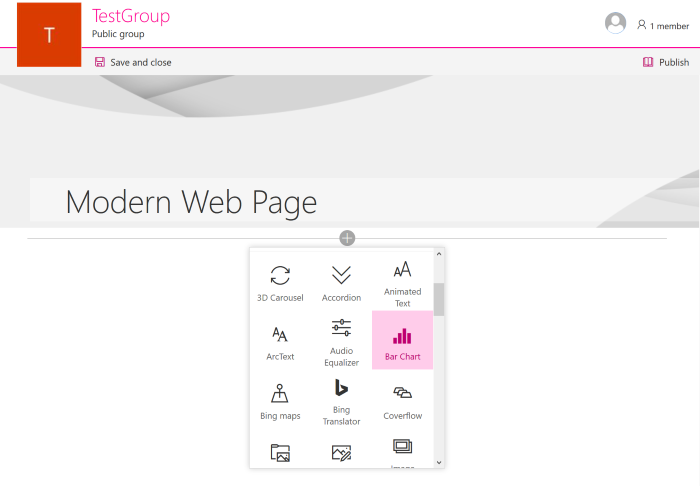 T
TestGroup
Public group
1 member
Save and close
Publish
Modern Web Page
3D Carousel
Accordion
Animated
Text
ArcText
Audio
Equalizer
Bar Chart
Bing maps
Bing
Translator
Coverflow